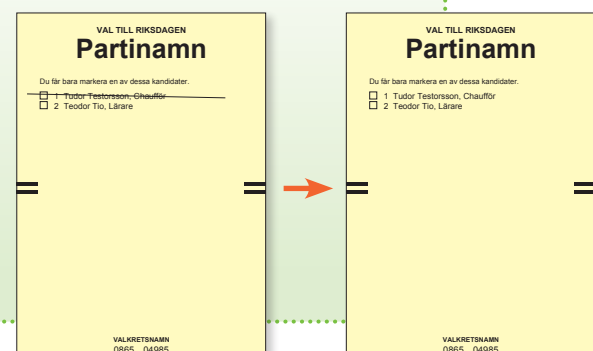 VAL TILL RIKSDAGEN
Partinamn
Du får bara markera en av dessa kandidater.
1 Tudor Testorsson, Chaufför
2 Teodor Tio, Lärare
VALKRETSNAMN
0865 04985
VAL TILL RIKSDAGEN
Partinamn
Du får bara markera en av dessa kandidater.
1 Tudor Testorsson, Chaufför
2 Teodor Tio, Lärare
VALKRETSNAMN
0865 04985